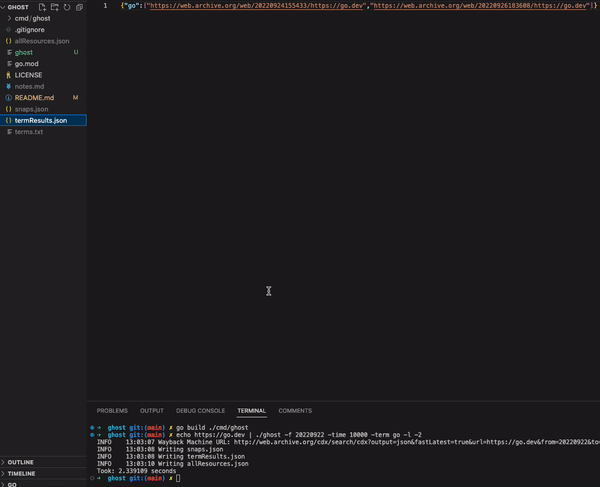 GHOST
cmd / ghost
.gitignore
allResources.json
ghost U
go.mod
LICENSE
notes.md
README.md M
snaps.json
termResults.json
terms.txt
1 {"go":["https://web.archive.org/web/20220924155433/https://go.dev","https://web.archive.org/web/20220926183608/https://go.dev"]}
PROBLEMS OUTPUT DEBUG CONSOLE TERMINAL COMMENTS
➜ ghost git:(main) ✗ go build ./cmd/ghost
➜ ghost git:(main) ✗ echo https://go.dev | ./ghost -f 20220922 -time 10000 -term go -l -2
INFO 13:03:07 Wayback Machine URL: http://web.archive.org/cdx/search/cdx?output=json&fastLatest=true&url=https://go.dev&from=20220922&to=
INFO 13:03:08 Writing snaps.json
INFO 13:03:08 Writing termResults.json
INFO 13:03:10 Writing allResources.json
Took: 2.339109 seconds
➜ ghost git:(main) ✗
OUTLINE
TIMELINE
GO